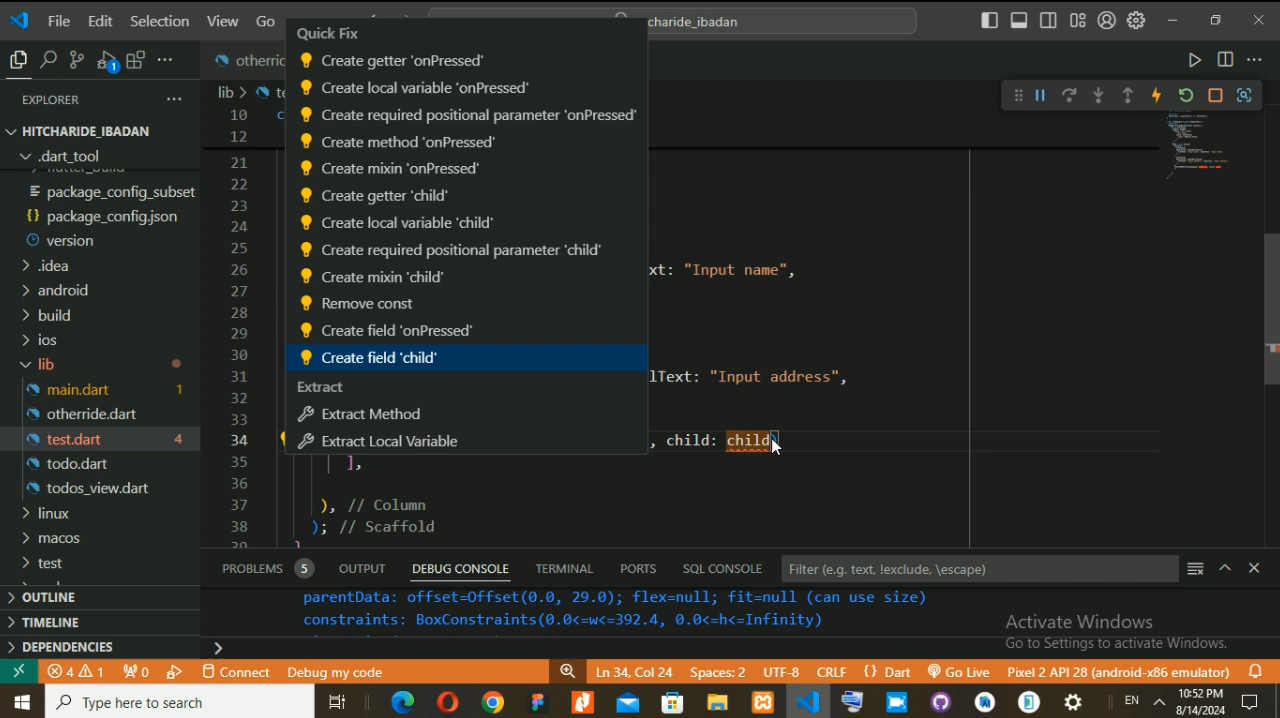 File Edit Selection View Go
charide_ibadan
EXPLORER
HITCHARIDE_IBADAN
.dart_tool
package_config_subset
package_config.json
version
.idea
android
build
ios
lib
main.dart 1
otherride.dart
test.dart 4
todo.dart
todos_view.dart
linux
macos
test
OUTLINE
TIMELINE
DEPENDENCIES
otherric
lib > te
10 c
12
21
22
23
24
25
26 xt: "Input name",
27
28
29
30
31 lText: "Input address",
32
33
34 , child: child)
35 ],
36
37 ), // Column
38 ); // Scaffold
39 }
Quick Fix
Create getter 'onPressed'
Create local variable 'onPressed'
Create required positional parameter 'onPressed'
Create method 'onPressed'
Create mixin 'onPressed'
Create getter 'child'
Create local variable 'child'
Create required positional parameter 'child'
Create mixin 'child'
Remove const
Create field 'onPressed'
Create field 'child'
Extract
Extract Method
Extract Local Variable
PROBLEMS 5 OUTPUT DEBUG CONSOLE TERMINAL PORTS SQL CONSOLE Filter (e.g. text, !exclude, \escape)
parentData: offset=Offset(0.0, 29.0); flex=null; fit=null (can use size)
constraints: BoxConstraints(0.0<=w<=392.4, 0.0<=h<=Infinity)
Activate Windows
Go to Settings to activate Windows.
4 1 0 Connect Debug my code Ln 34, Col 24 Spaces: 2 UTF-8 CRLF {} Dart Go Live Pixel 2 API 28 (android-x86 emulator)
Type here to search
EN
10:52 PM
8/14/2024